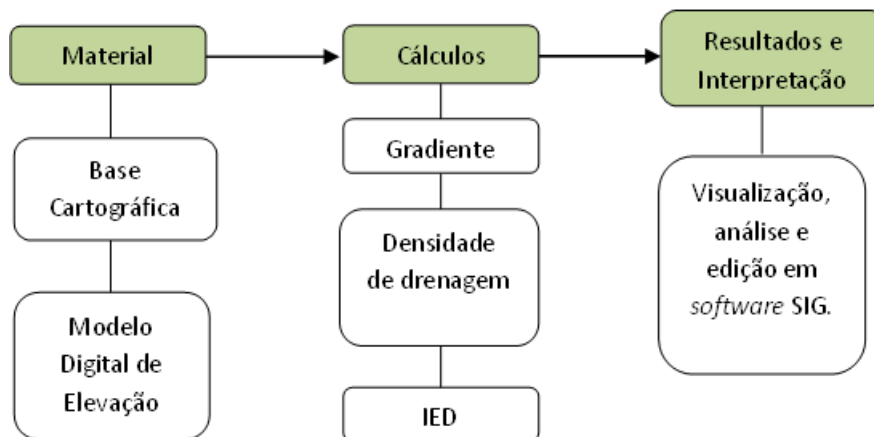 Material
Cálculos
Resultados e
Interpretação
Base
Cartográfica
Modelo
Digital de
Elevação
Gradiente
Densidade
de drenagem
IED
Visualização,
análise e
edição em
software SIG.